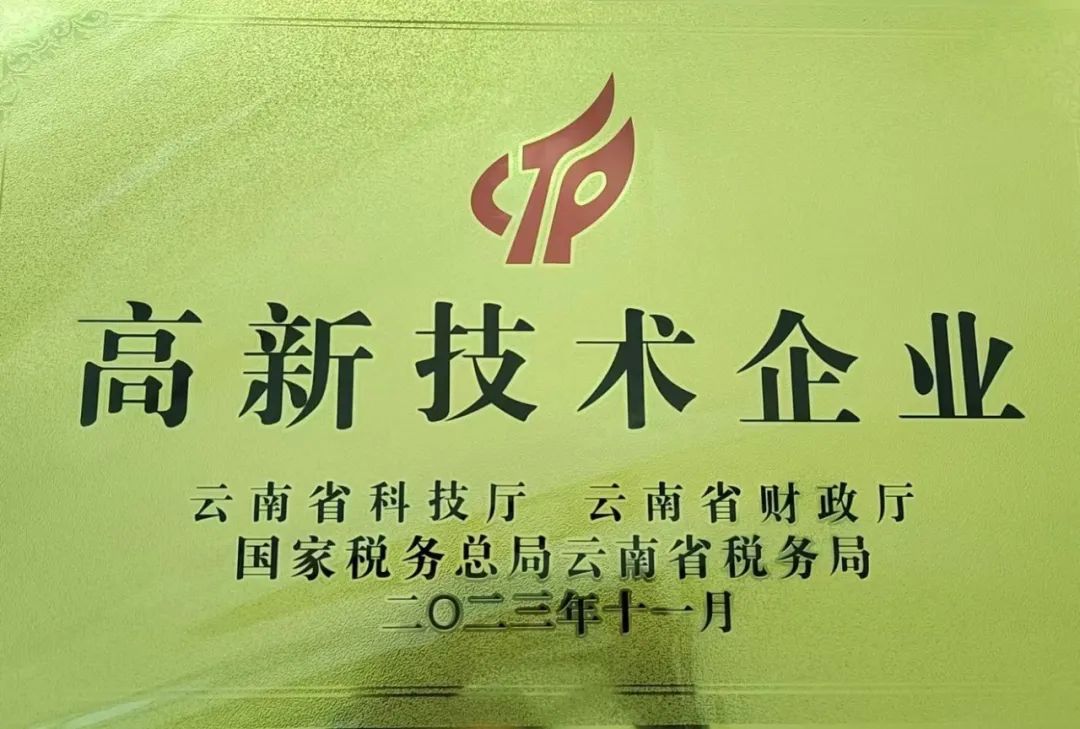 CTP
高新技术企业
云南省科技厅 云南省财政厅
国家税务总局云南省税务局
二〇二三年十一月